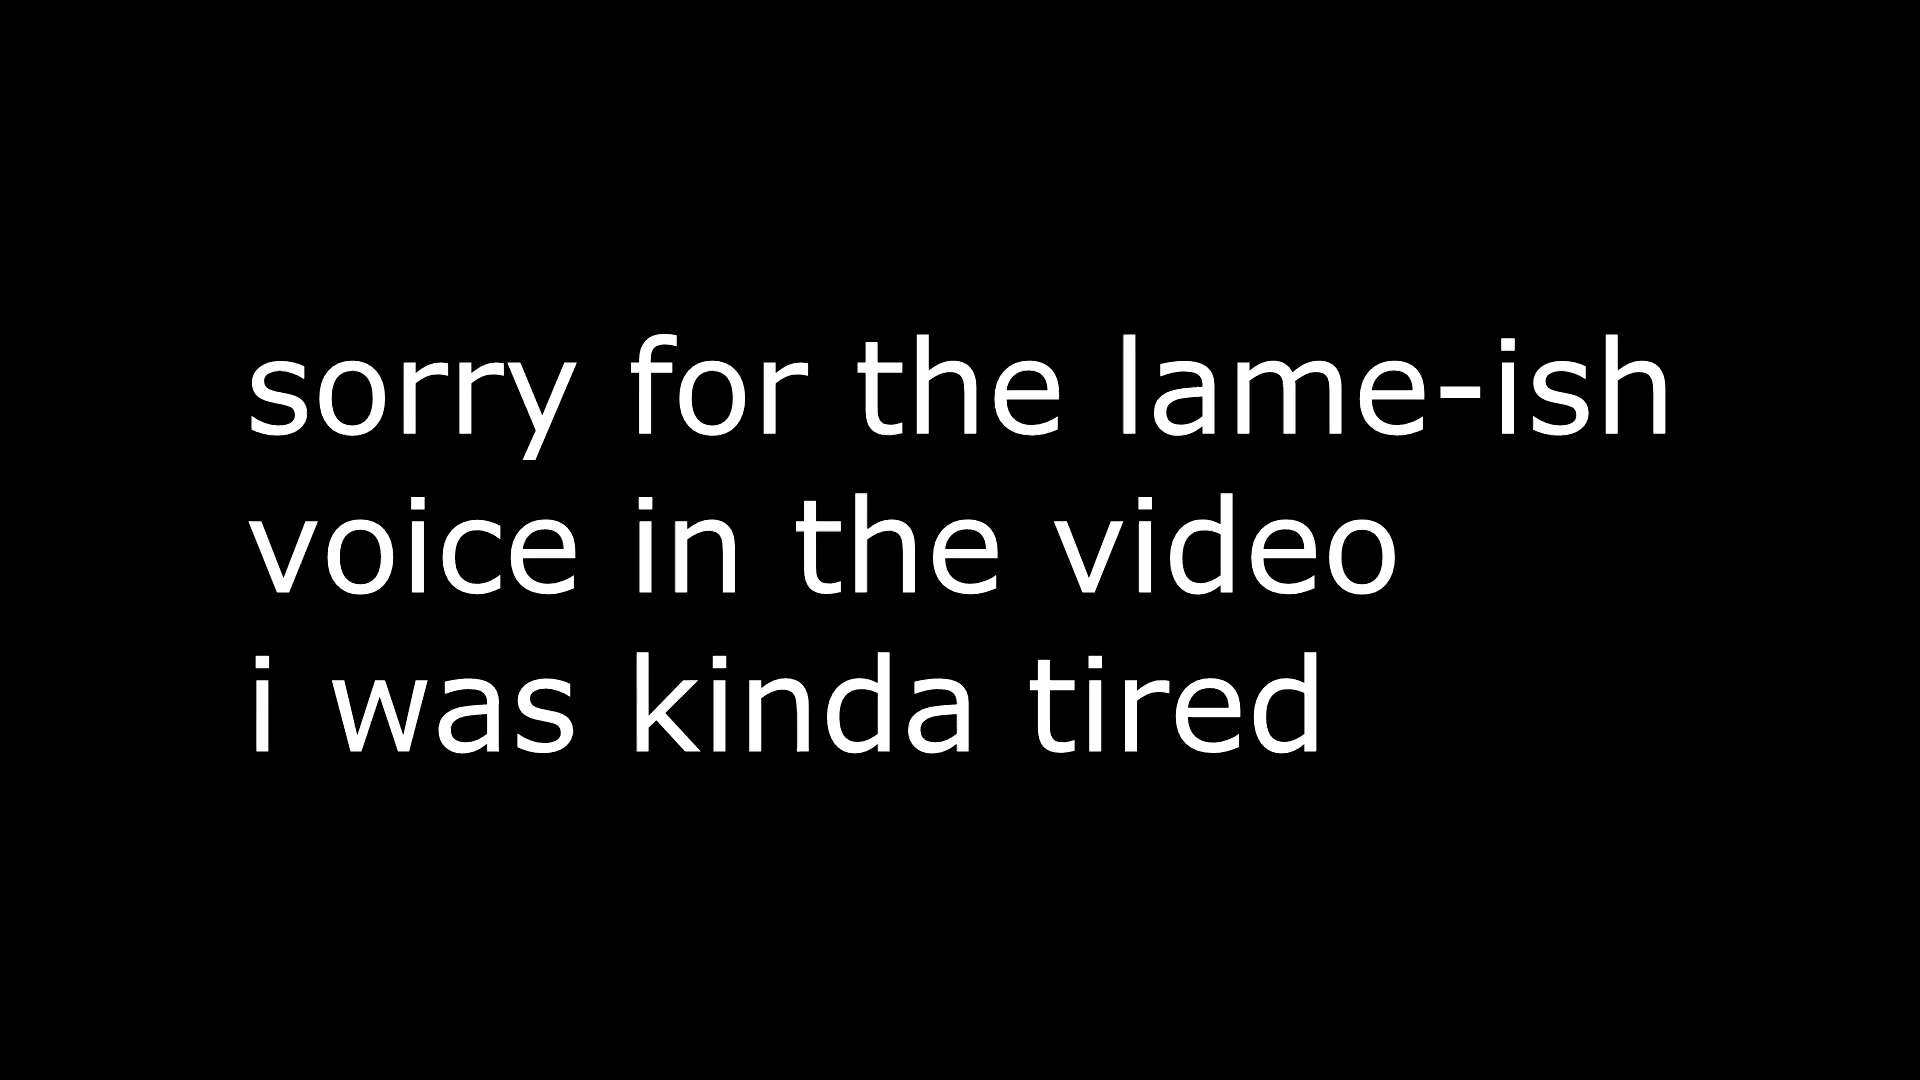 sorry for the lame-ish
voice in the video
i was kinda tired